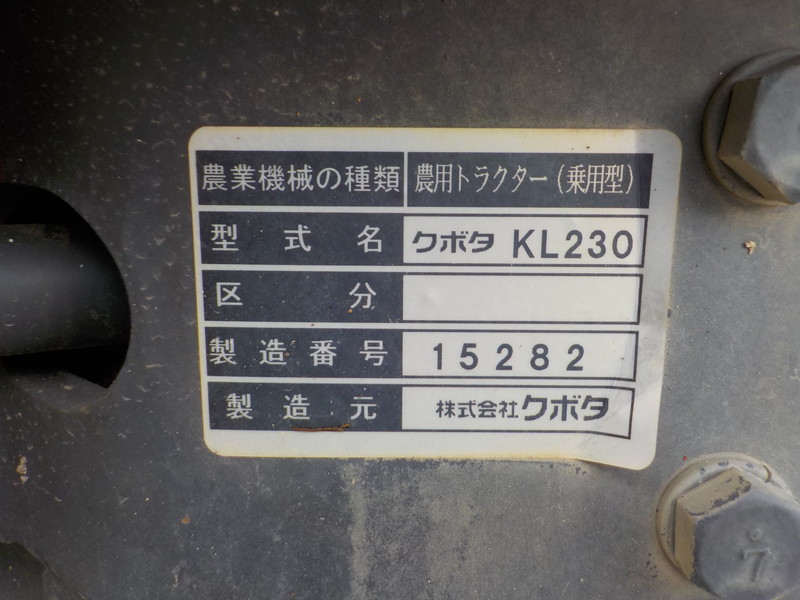 農業機械の種類 農用トラクター(乗用型)
型式名 クボタ KL230
区分
製造番号 15282
製造元 株式会社クボタ
7